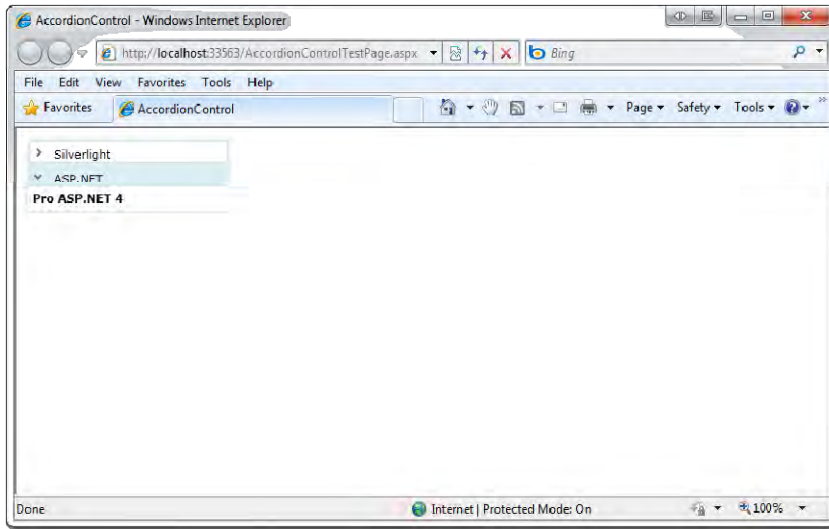 AccordionControl - Windows Internet Explorer
http://localhost:33563/AccordionControlTestPage.aspx
Bing
File Edit View Favorites Tools Help
Favorites AccordionControl Page Safety Tools
Silverlight
ASP.NET
Pro ASP.NET 4
Done Internet | Protected Mode: On 100%